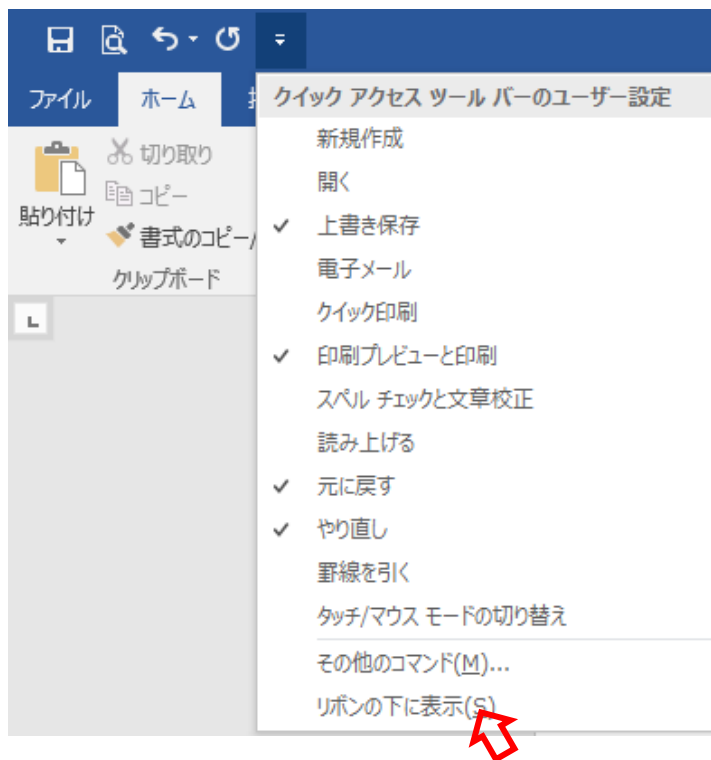 ファイル
ホーム
クイック アクセス ツール バーのユーザー設定
新規作成
開く
上書き保存
電子メール
クイック印刷
印刷プレビューと印刷
スペル チェックと文章校正
読み上げる
元に戻す
やり直し
罫線を引く
タッチ/マウス モードの切り替え
その他のコマンド(M)...
リボンの下に表示(S)
貼り付け
切り取り
コピー
書式のコピー/
クリップボード